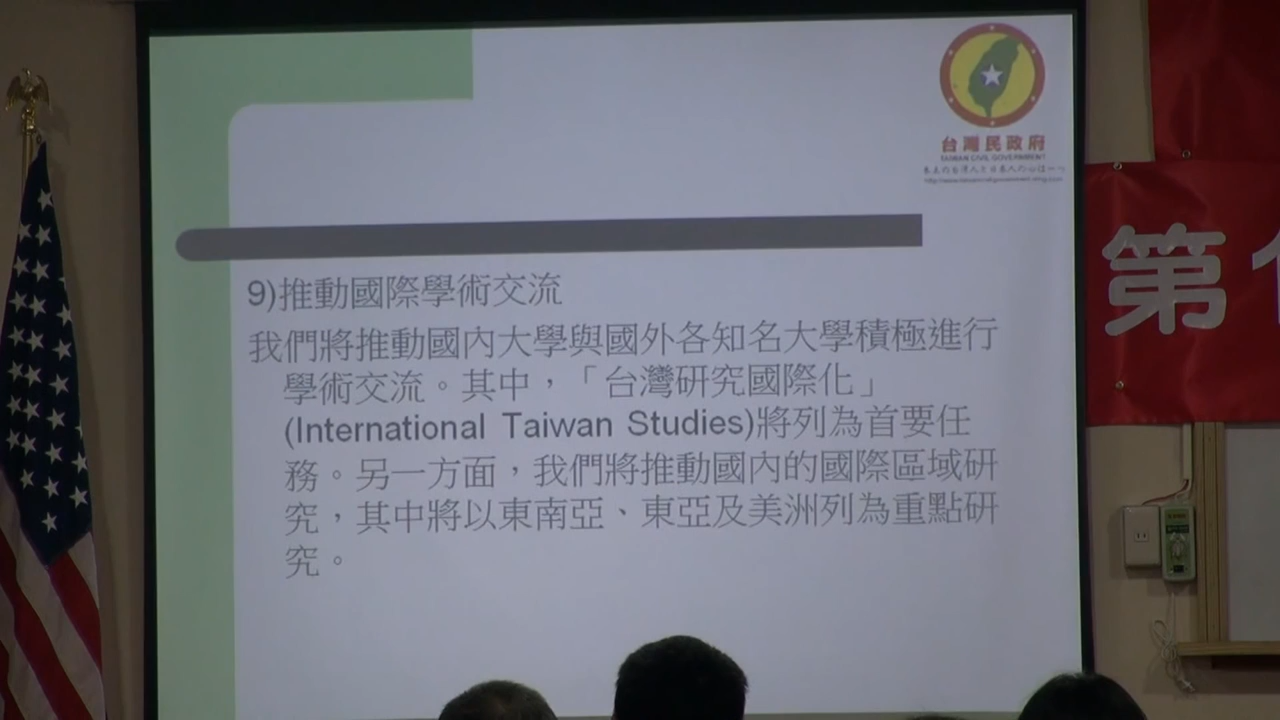 台灣民政府
TAIWAN CIVIL GOVERNMENT
9)推動國際學術交流
我們將推動國內大學與國外各知名大學積極進行
學術交流。其中，「台灣研究國際化」
(International Taiwan Studies)將列為首要任
務。另一方面，我們將推動國內的國際區域研
究，其中將以東南亞、東亞及美洲列為重點研
究。
第